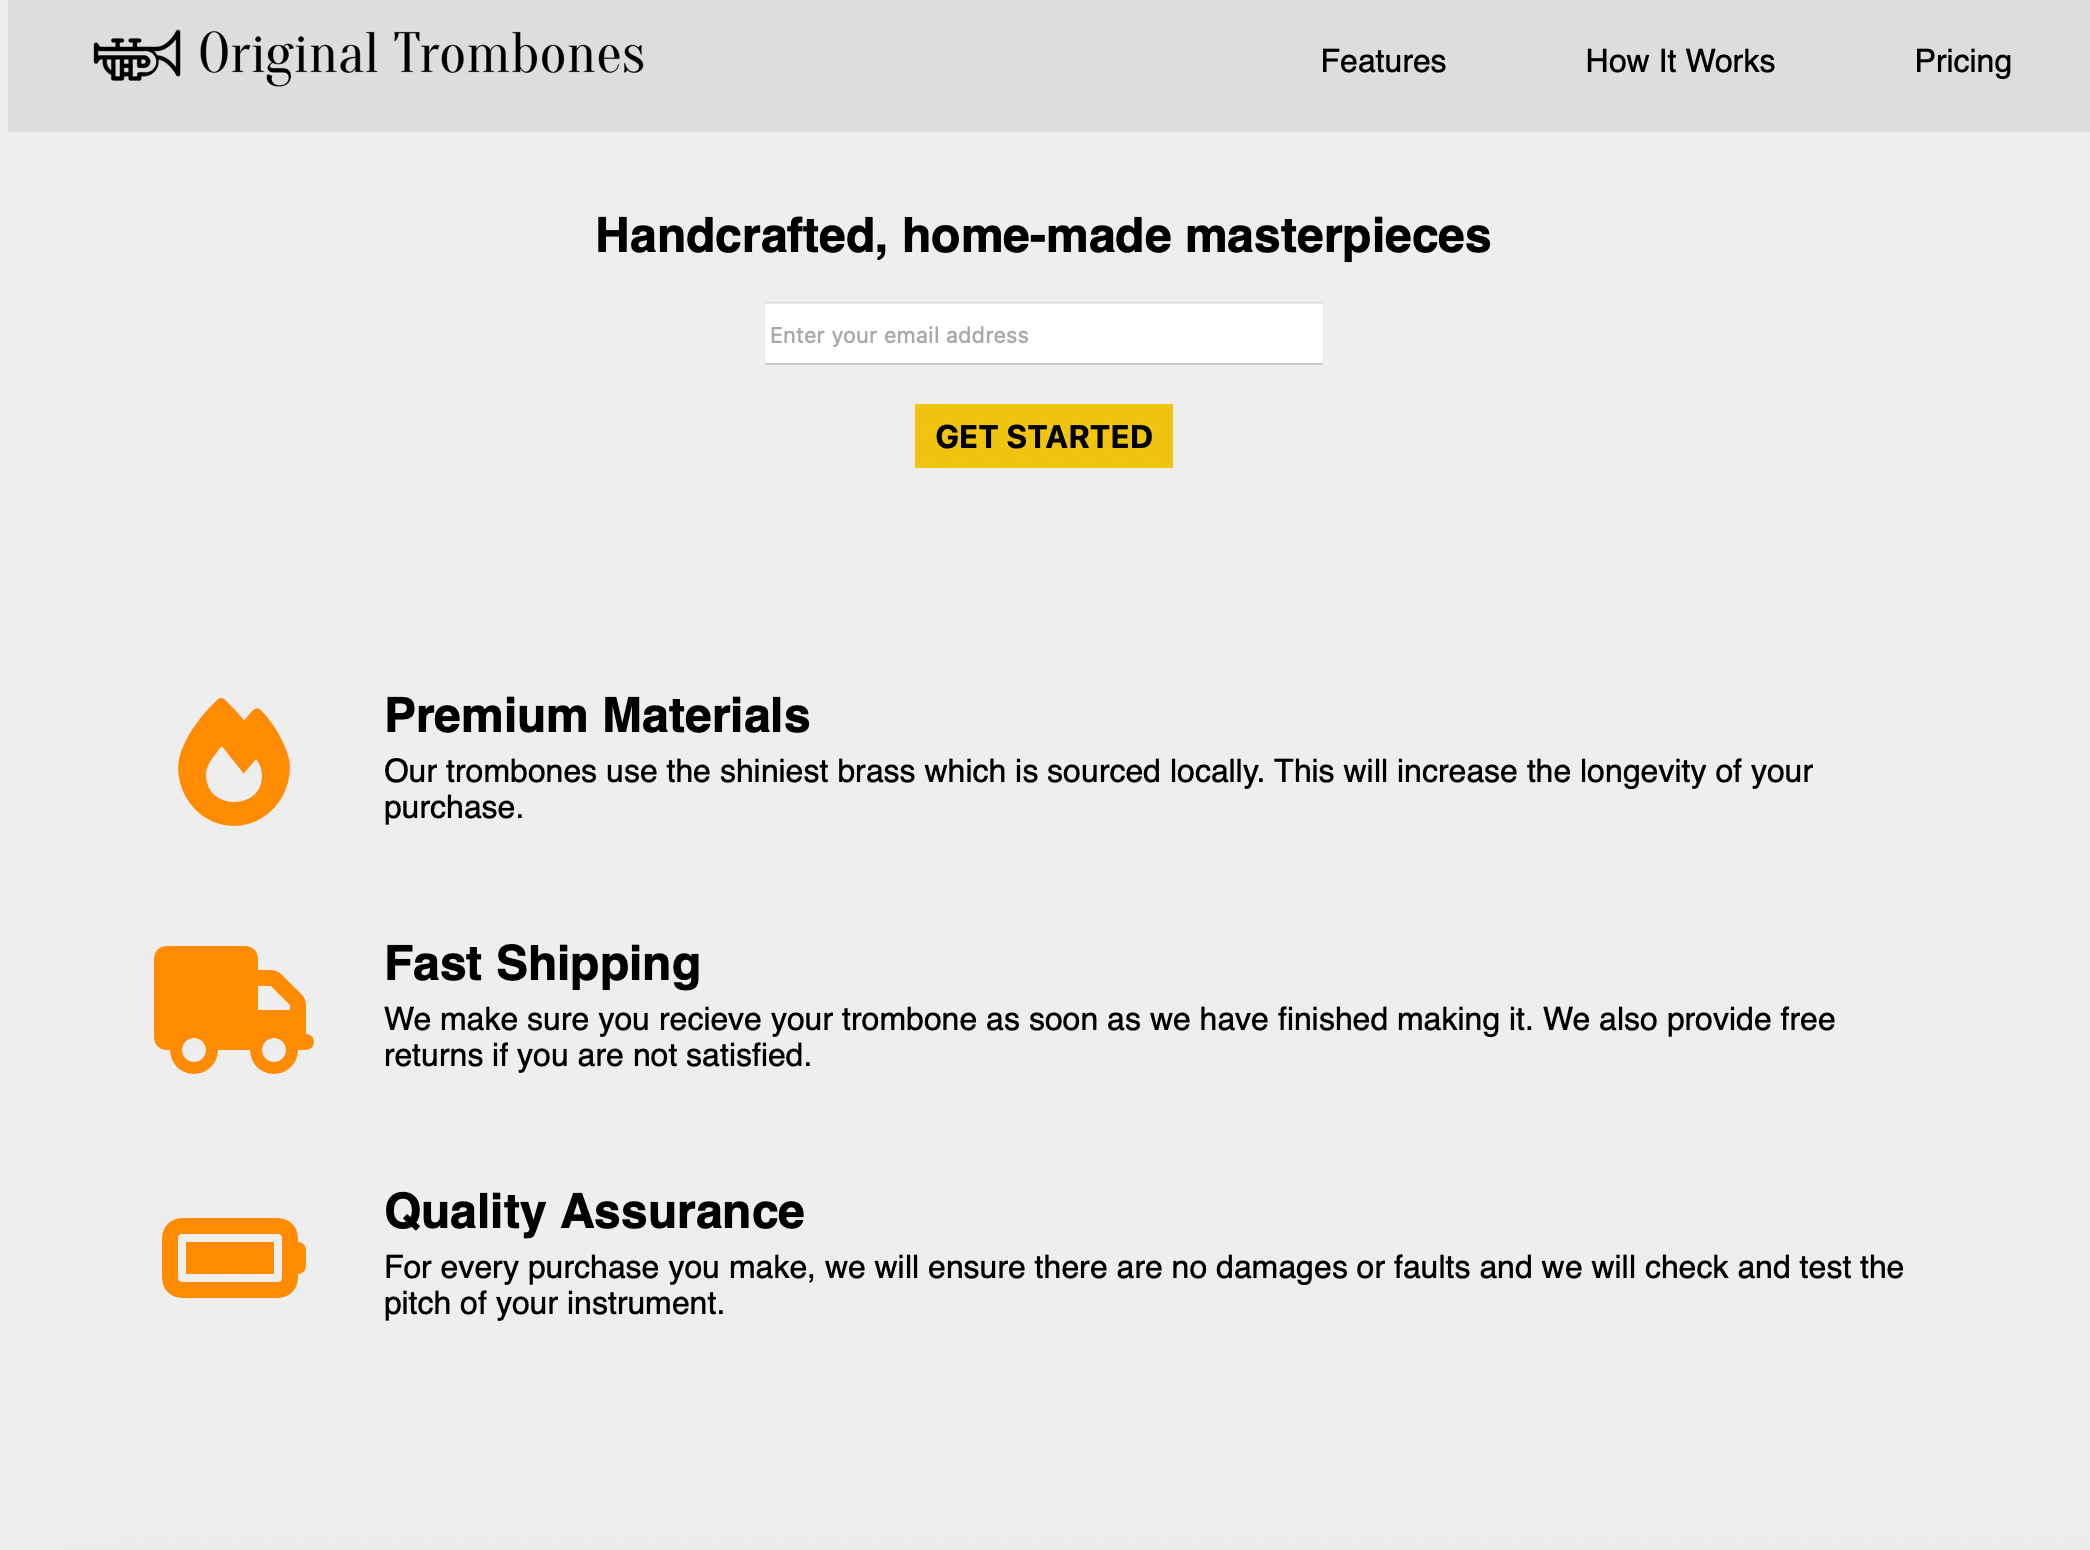 Original Trombones
Features
How It Works
Pricing
Handcrafted, home-made masterpieces
Enter your email address
GET STARTED
Premium Materials
Our trombones use the shiniest brass which is sourced locally. This will increase the longevity of your
purchase.
Fast Shipping
We make sure you recieve your trombone as soon as we have finished making it. We also provide free
returns if you are not satisfied.
Quality Assurance
For every purchase you make, we will ensure there are no damages or faults and we will check and test the
pitch of your instrument.